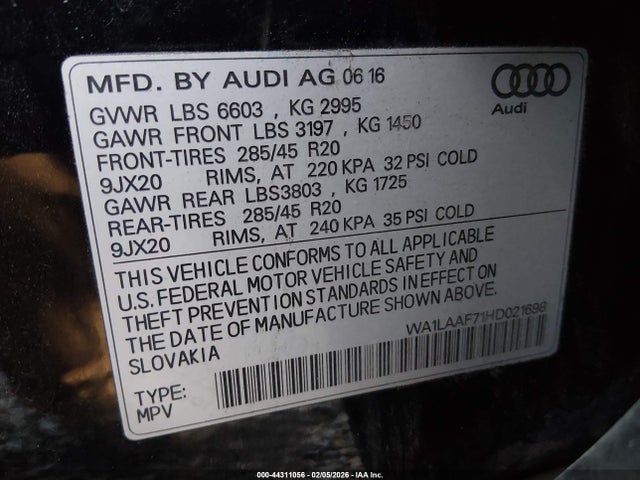 MFD. BY AUDI AG 06 16
Audi
GVWR LBS 6603 , KG 2995
GAWR FRONT LBS 3197 , KG 1450
FRONT-TIRES 285/45 R20
9JX20 RIMS, AT 220 KPA 32 PSI COLD
GAWR REAR LBS3803 , KG 1725
REAR-TIRES 285/45 R20
9JX20 RIMS, AT 240 KPA 35 PSI COLD
THIS VEHICLE CONFORMS TO ALL APPLICABLE
U.S. FEDERAL MOTOR VEHICLE SAFETY AND
THEFT PREVENTION STANDARDS IN EFFECT ON
THE DATE OF MANUFACTURE SHOWN ABOVE.
SLOVAKIA
WA1LAAF71HD021698
TYPE:
MPV
000-44311056 - 02/05/2026 - IAA Inc.